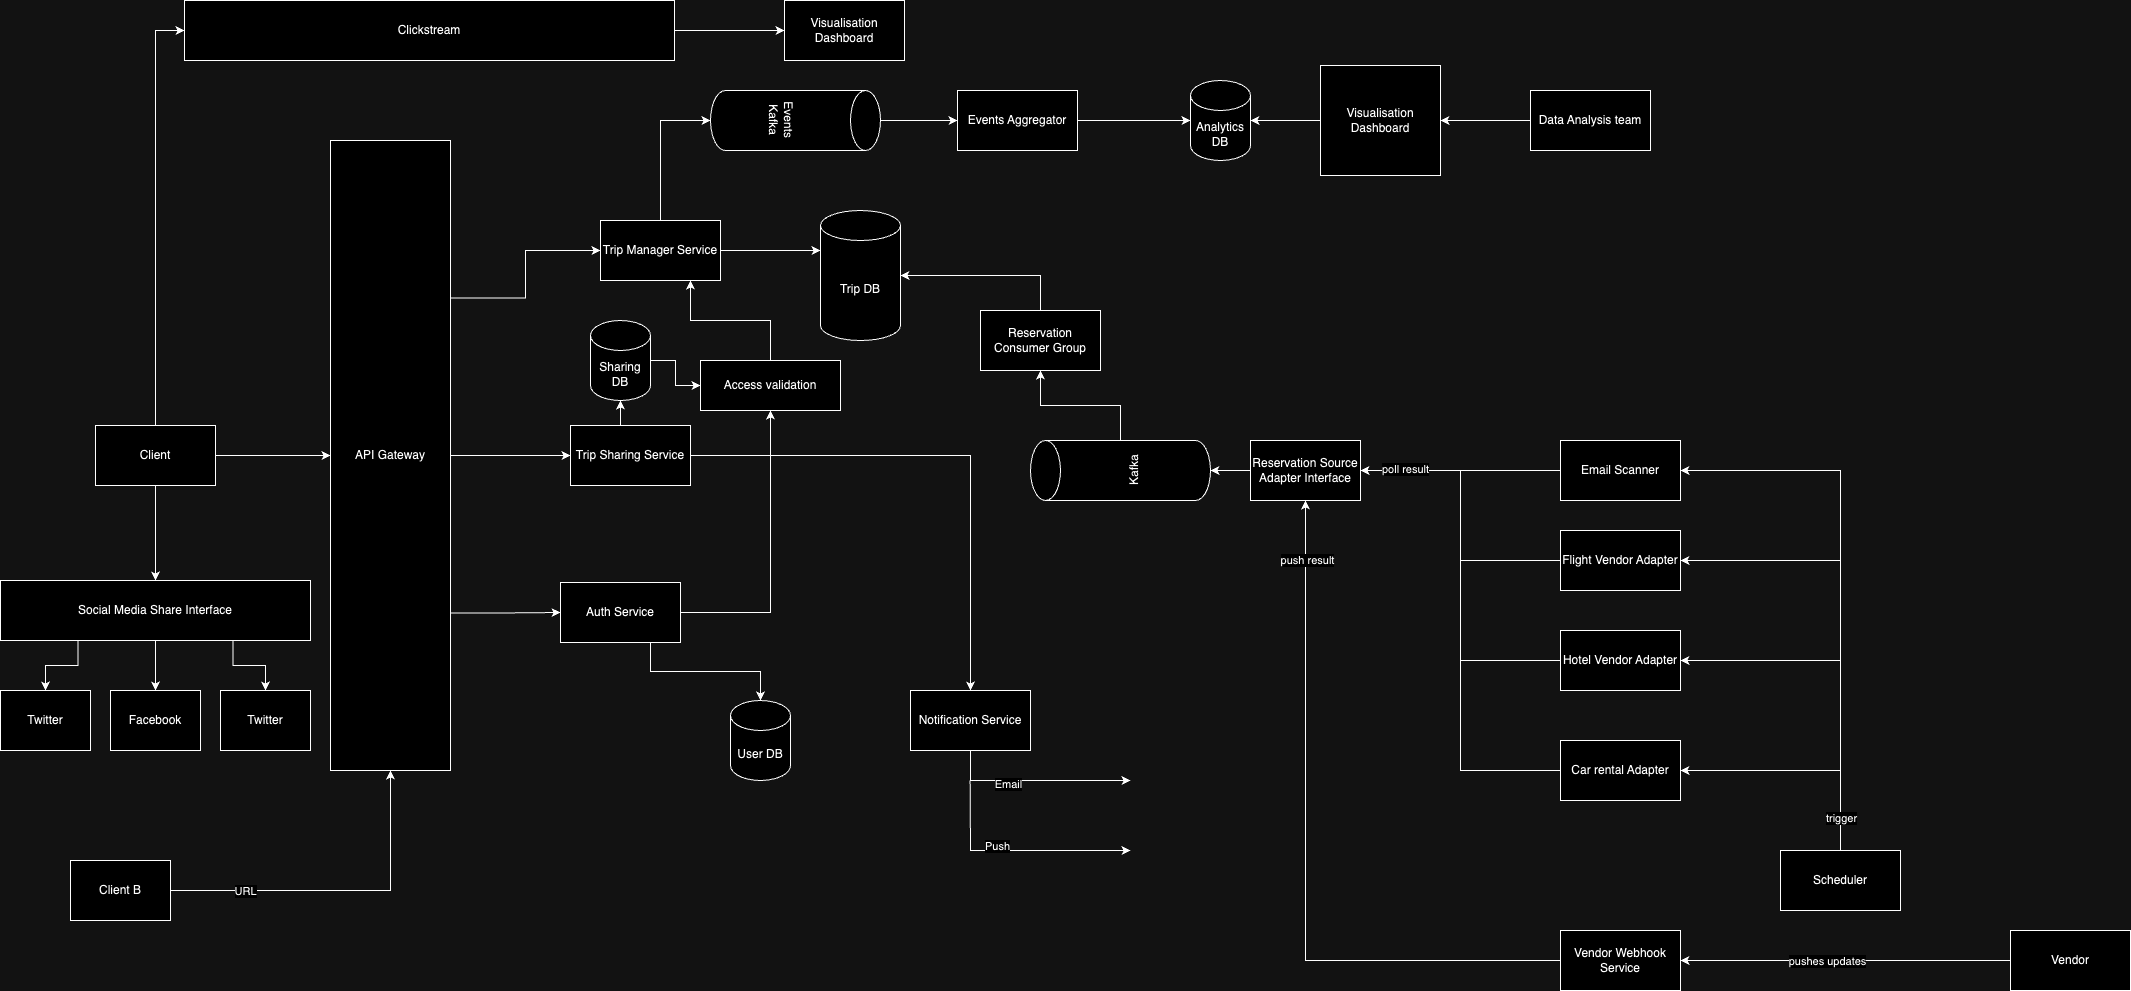 Clickstream
Visualisation
Dashboard
Events
Kafka
Events Aggregator
Analytics
DB
Visualisation
Dashboard
Data Analysis team
Trip Manager Service
Trip DB
Reservation
Consumer Group
Sharing
DB
Access validation
Client
API Gateway
Trip Sharing Service
Kafka
Reservation Source
Adapter Interface
poll result
Email Scanner
push result
Flight Vendor Adapter
Social Media Share Interface
Auth Service
Hotel Vendor Adapter
Twitter
Facebook
Twitter
User DB
Notification Service
Car rental Adapter
Email
trigger
Push
Client B
URL
Scheduler
Vendor Webhook
Service
pushes updates
Vendor